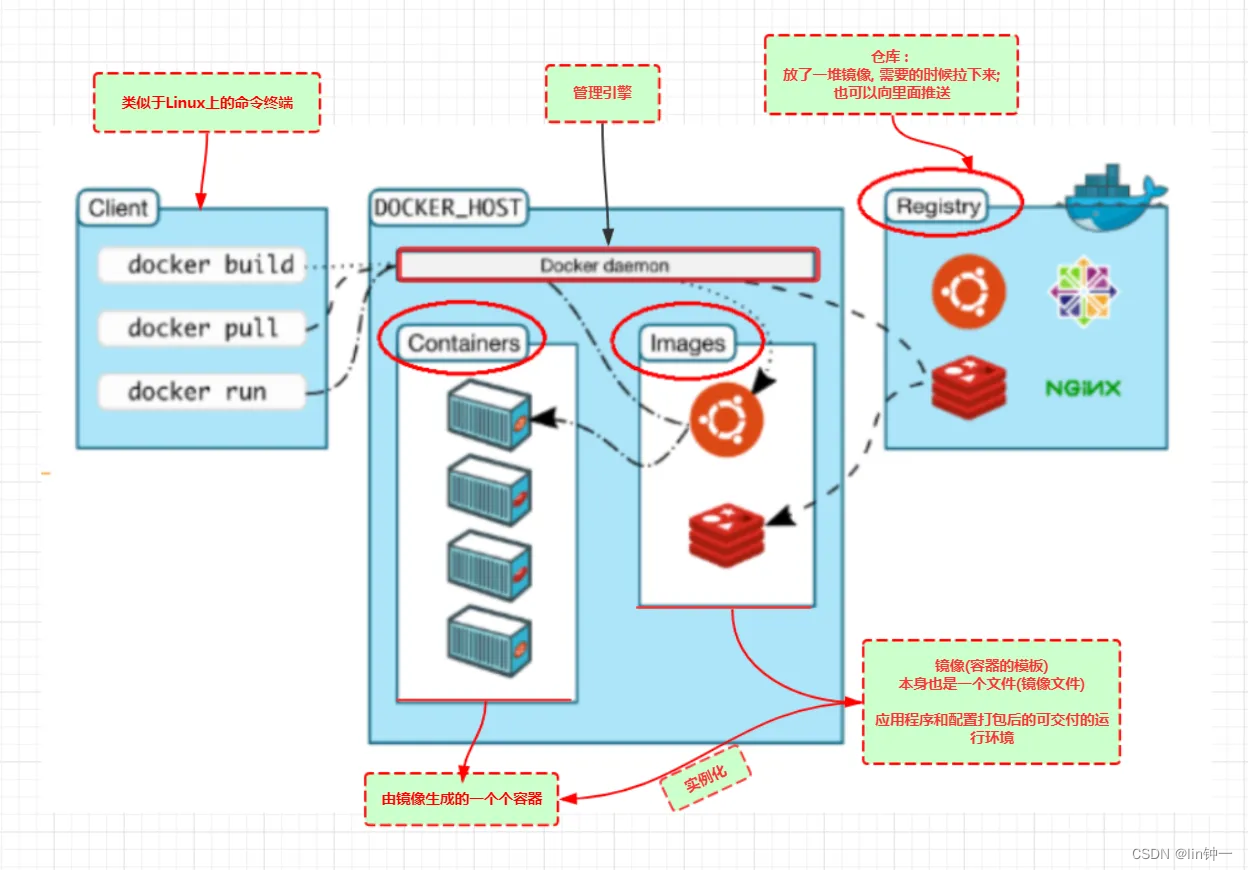 类似于Linux上的命令终端
管理引擎
仓库：
放了一堆镜像, 需要的时候拉下来;
也可以向里面推送
Client
docker build
docker pull
docker run
DOCKER_HOST
Docker daemon
Containers
Images
Registry
NGiNX
镜像(容器的模板)
本身也是一个文件(镜像文件)
应用程序和配置打包后的可交付的运
行环境
实例化
由镜像生成的一个个容器
CSDN @lin钟一